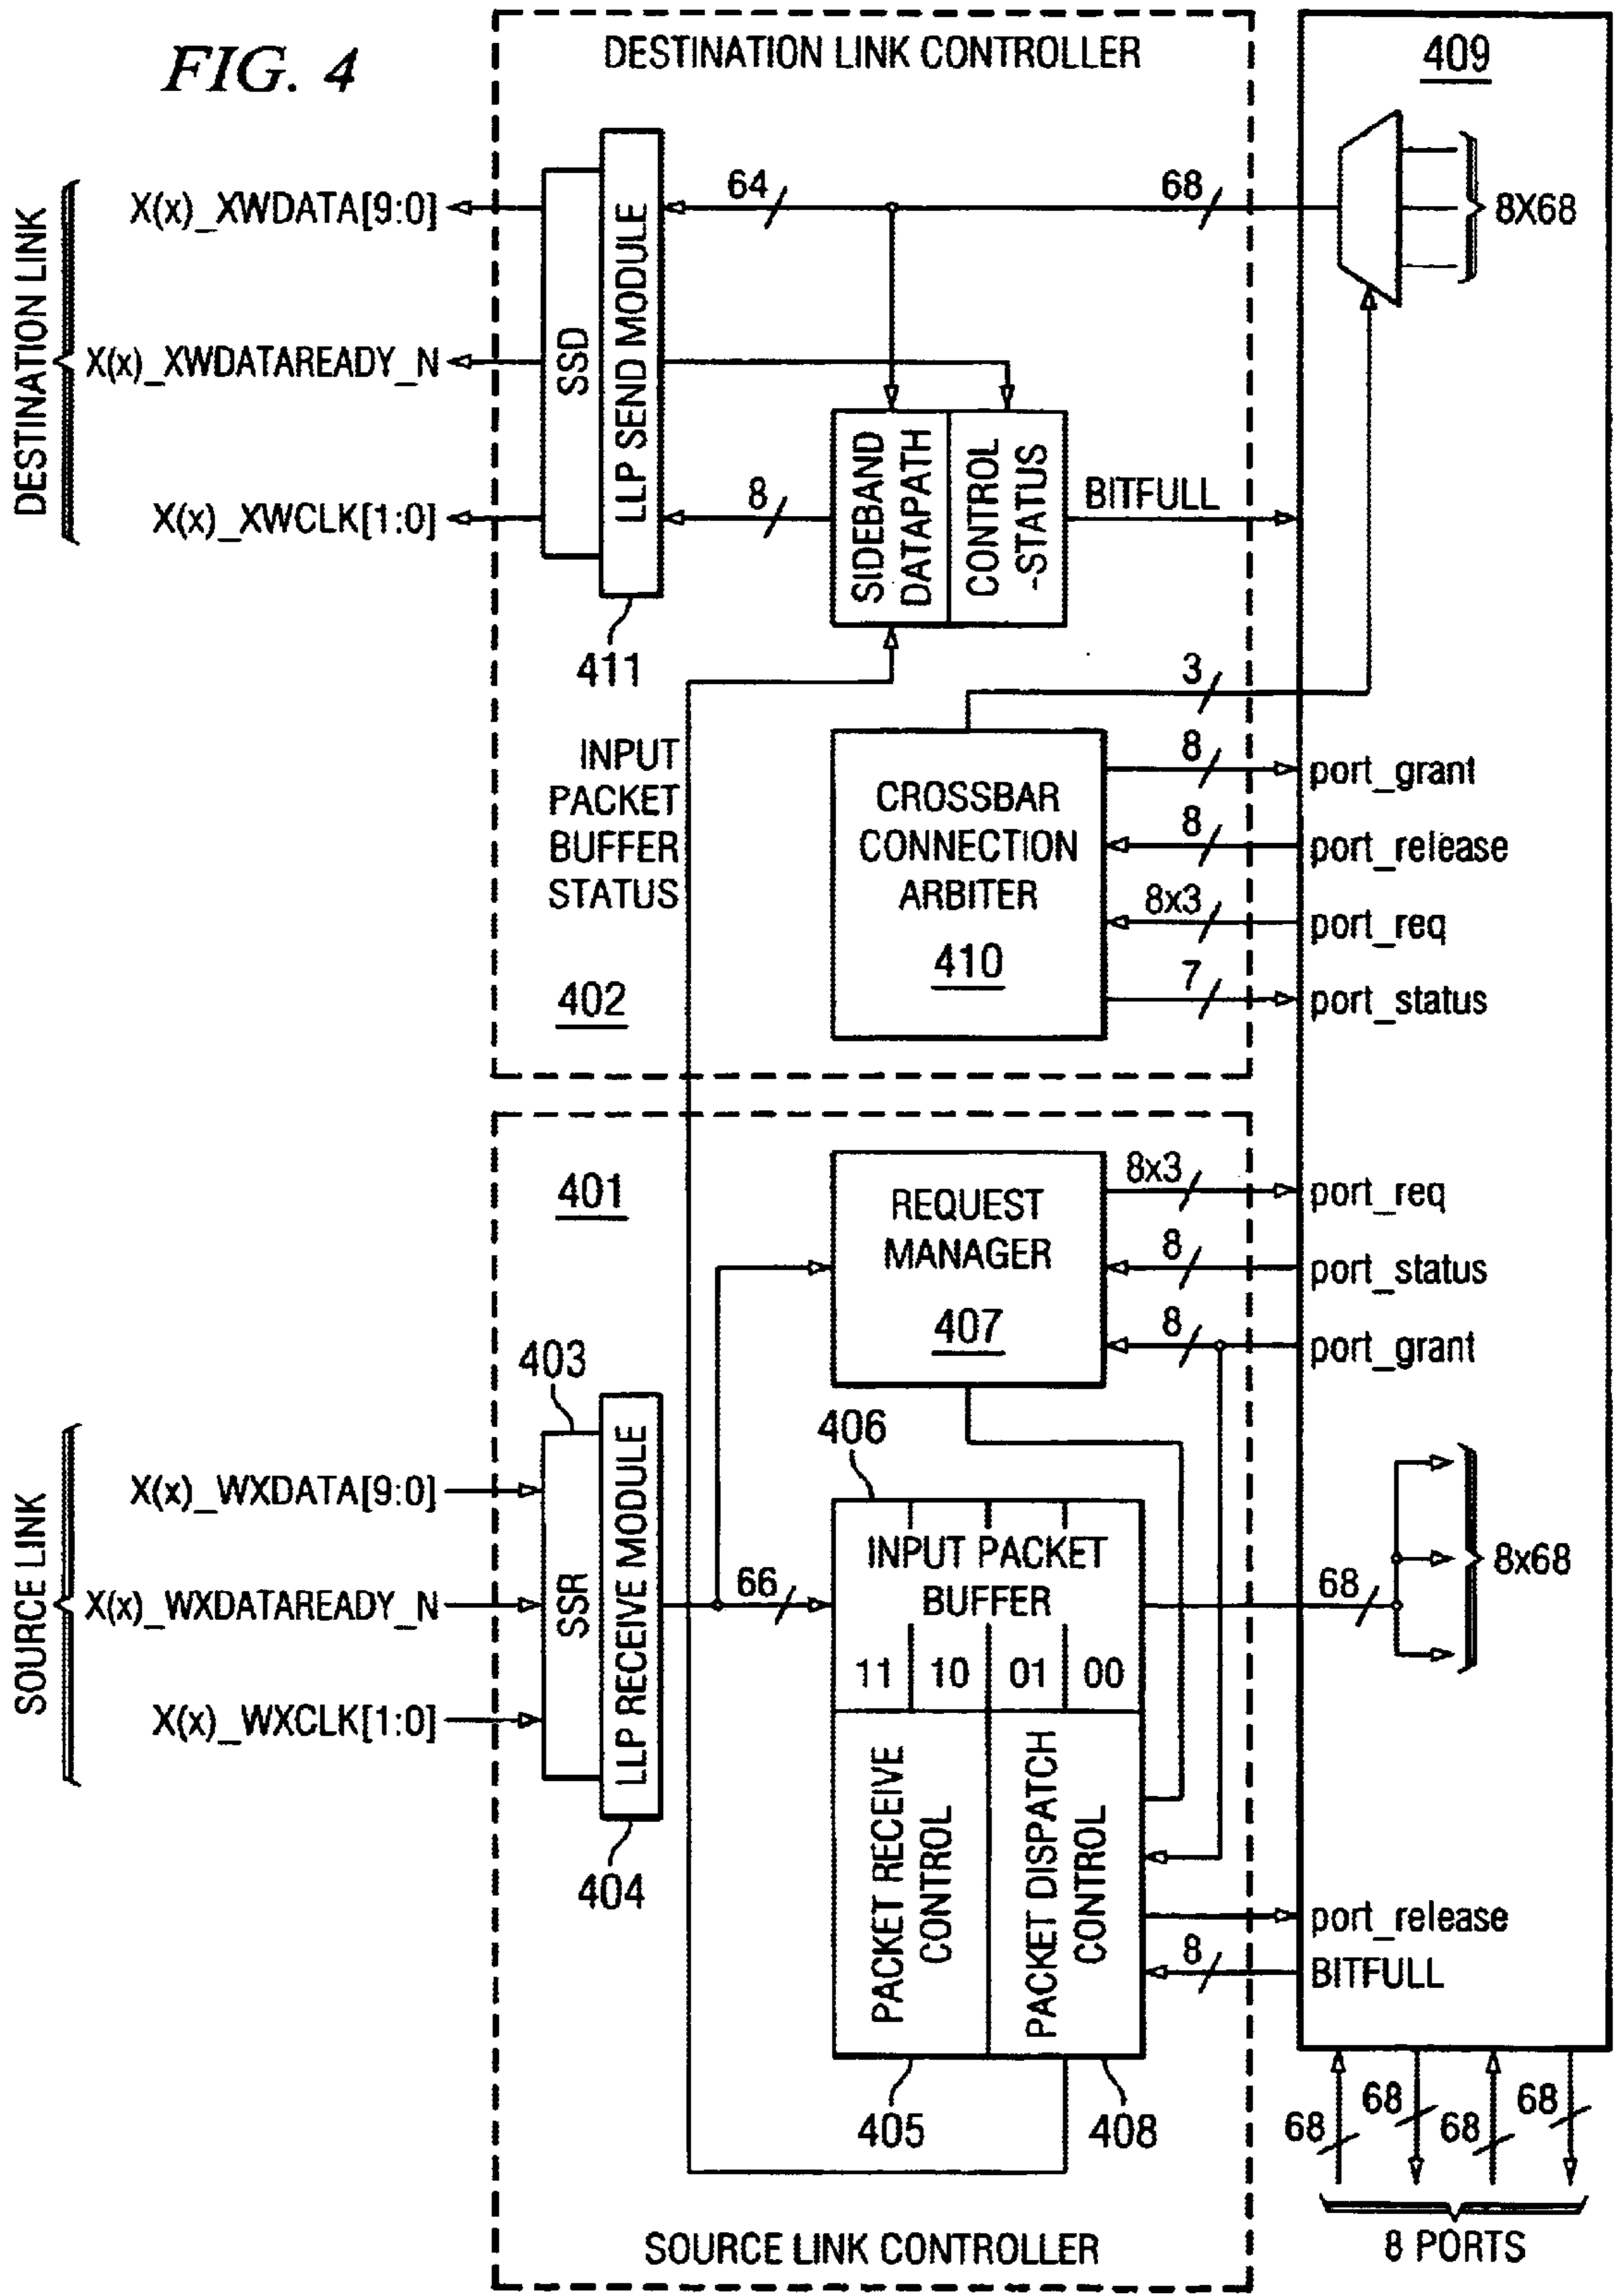 FIG. 4
DESTINATION LINK CONTROLLER
409
DESTINATION LINK
X(x)_XWDATA[9:0]
X(x)_XWDATAREADY_N
X(x)_XWCLK[1:0]
SSD
LLP SEND MODULE
411
64
68
8X68
8
SIDEBAND
DATAPATH
CONTROL
-STATUS
BITFULL
3
INPUT
PACKET
BUFFER
STATUS
402
CROSSBAR
CONNECTION
ARBITER
410
8
port_grant
8
port_release
8x3
port_req
7
port_status
401
REQUEST
MANAGER
407
8x3
port_req
8
port_status
8
port_grant
SOURCE LINK
X(x)_WXDATA[9:0]
X(x)_WXDATAREADY_N
X(x)_WXCLK[1:0]
403
SSR
LLP RECEIVE MODULE
404
66
406
INPUT PACKET
BUFFER
11 10 01 00
68
8x68
PACKET RECEIVE
CONTROL
PACKET DISPATCH
CONTROL
port_release
8
BITFULL
405
408
68 68 68 68
8 PORTS
SOURCE LINK CONTROLLER